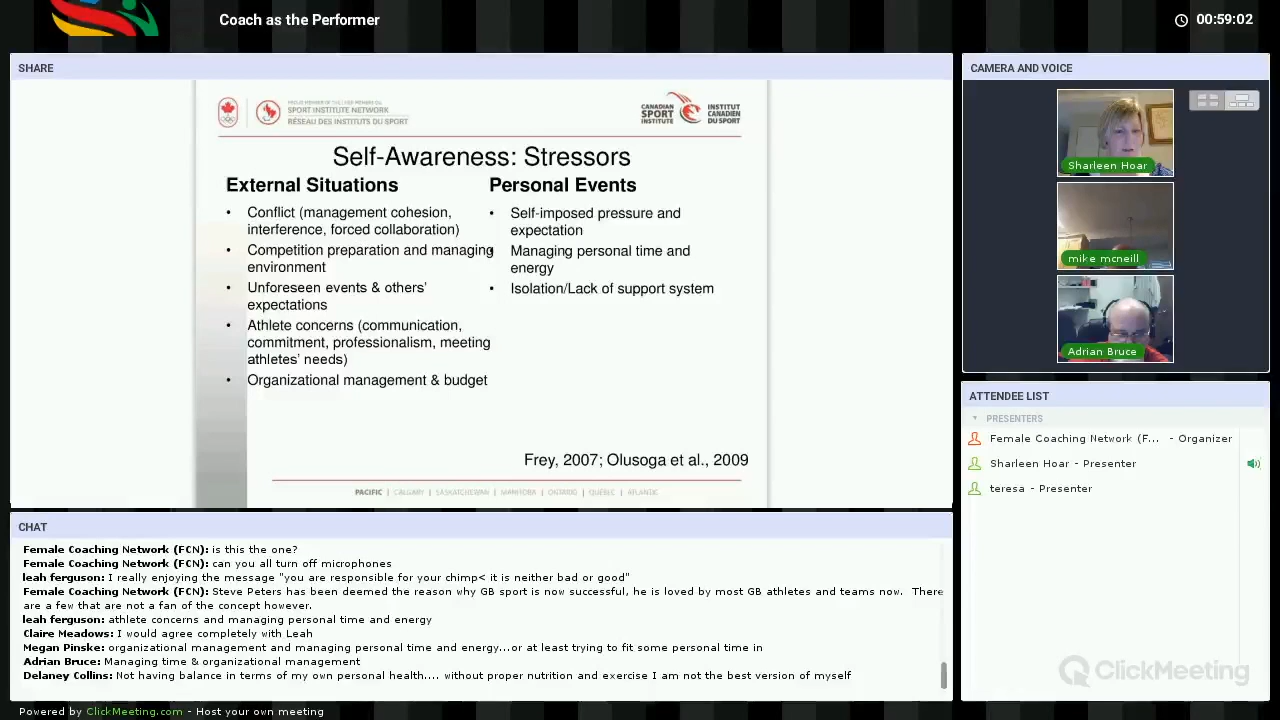 Coach as the Performer
00:59:02
SHARE
SPORT INSTITUTE NETWORK
RÉSEAU DES INSTITUTS DU SPORT
CANADIAN
SPORT
INSTITUTE
INSTITUT
CANADIEN
DU SPORT
Self-Awareness: Stressors
External Situations
• Conflict (management cohesion,
interference, forced collaboration)
• Competition preparation and managing
environment
• Unforeseen events & others'
expectations
• Athlete concerns (communication,
commitment, professionalism, meeting
athletes' needs)
• Organizational management & budget
Personal Events
• Self-imposed pressure and
expectation
• Managing personal time and
energy
• Isolation/Lack of support system
Frey, 2007; Olusoga et al., 2009
PACIFIC | CALGARY | SASKATCHEWAN | MANITOBA | ONTARIO | QUÉBEC | ATLANTIC
CAMERA AND VOICE
Sharleen Hoar
mike mcneill
Adrian Bruce
ATTENDEE LIST
PRESENTERS
Female Coaching Network (F... - Organizer
Sharleen Hoar - Presenter
teresa - Presenter
CHAT
Female Coaching Network (FCN): is this the one?
Female Coaching Network (FCN): can you all turn off microphones
leah ferguson: I really enjoying the message "you are responsible for your chimp< it is neither bad or good"
Female Coaching Network (FCN): Steve Peters has been deemed the reason why GB sport is now successful, he is loved by most GB athletes and teams now. There
are a few that are not a fan of the concept however.
leah ferguson: athlete concerns and managing personal time and energy
Claire Meadows: I would agree completely with Leah
Megan Pinske: organizational management and managing personal time and energy...or at least trying to fit some personal time in
Adrian Bruce: Managing time & organizational management
Delaney Collins: Not having balance in terms of my own personal health.... without proper nutrition and exercise I am not the best version of myself
ClickMeeting
Powered by ClickMeeting.com - Host your own meeting